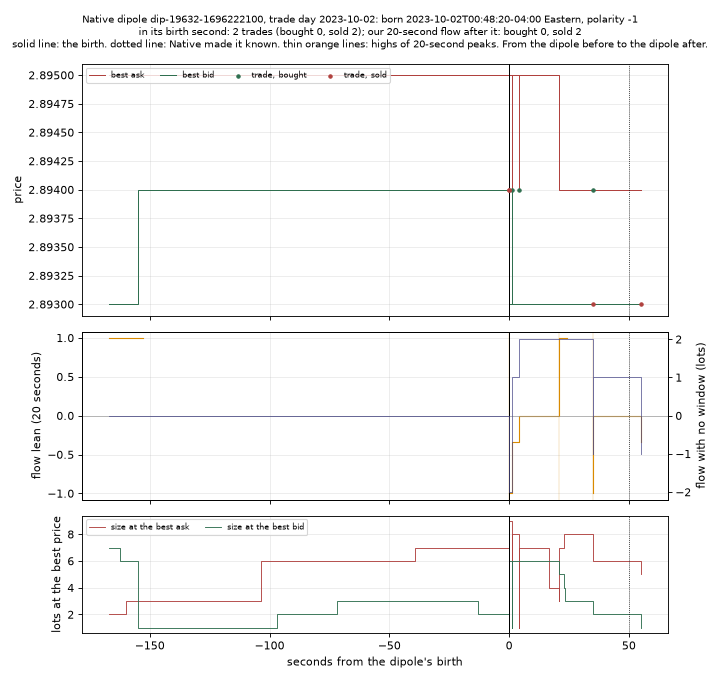 Native dipole dip-19632-1696222100, trade day 2023-10-02: born 2023-10-02T00:48:20-04:00 Eastern, polarity -1
in its birth second: 2 trades (bought 0, sold 2); our 20-second flow after it: bought 0, sold 2
solid line: the birth. dotted line: Native made it known. thin orange lines: highs of 20-second peaks. From the dipole before to the dipole after.
best ask
best bid
trade, bought
trade, sold
price
2.89500
2.89475
2.89450
2.89425
2.89400
2.89375
2.89350
2.89325
2.89300
flow lean (20 seconds)
1.0
0.5
0.0
−0.5
−1.0
2
1
0
−1
−2
flow with no window (lots)
size at the best ask
size at the best bid
lots at the best price
8
6
4
2
−150
−100
−50
0
50
seconds from the dipole's birth